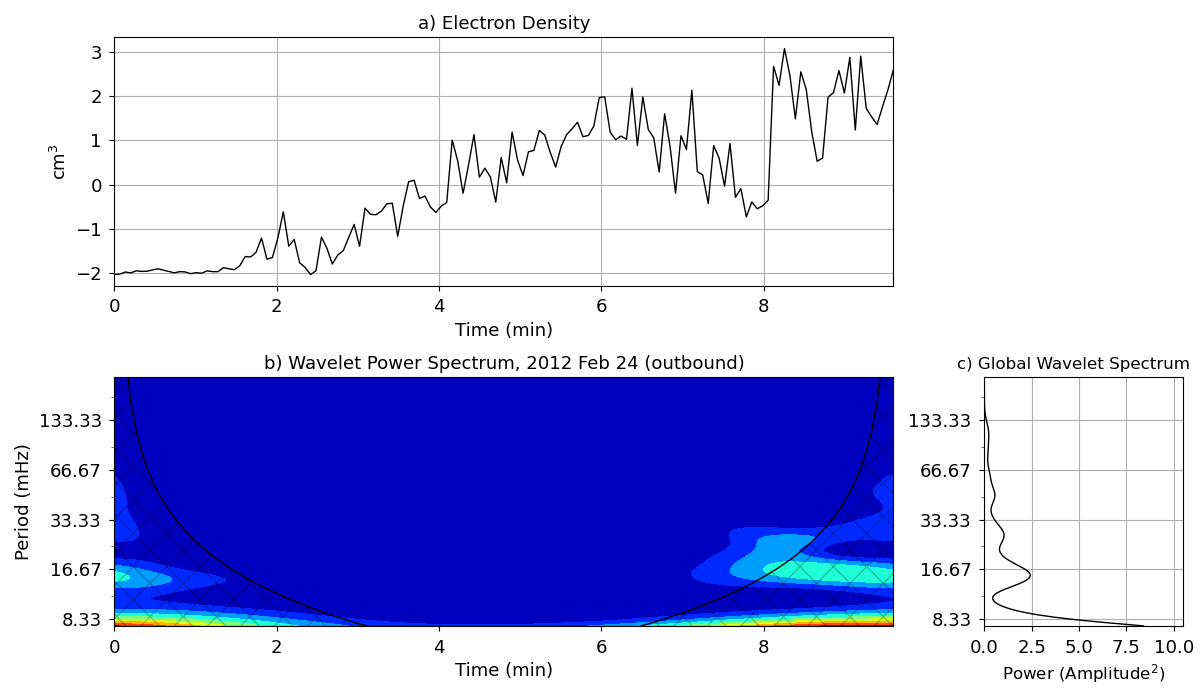 a) Electron Density
3
2
1
0
−1
−2
cm³
0 2 4 6 8
Time (min)
b) Wavelet Power Spectrum, 2012 Feb 24 (outbound)
133.33
66.67
33.33
16.67
8.33
Period (mHz)
0 2 4 6 8
Time (min)
c) Global Wavelet Spectrum
133.33
66.67
33.33
16.67
8.33
0.0 2.5 5.0 7.5 10.0
Power (Amplitude²)